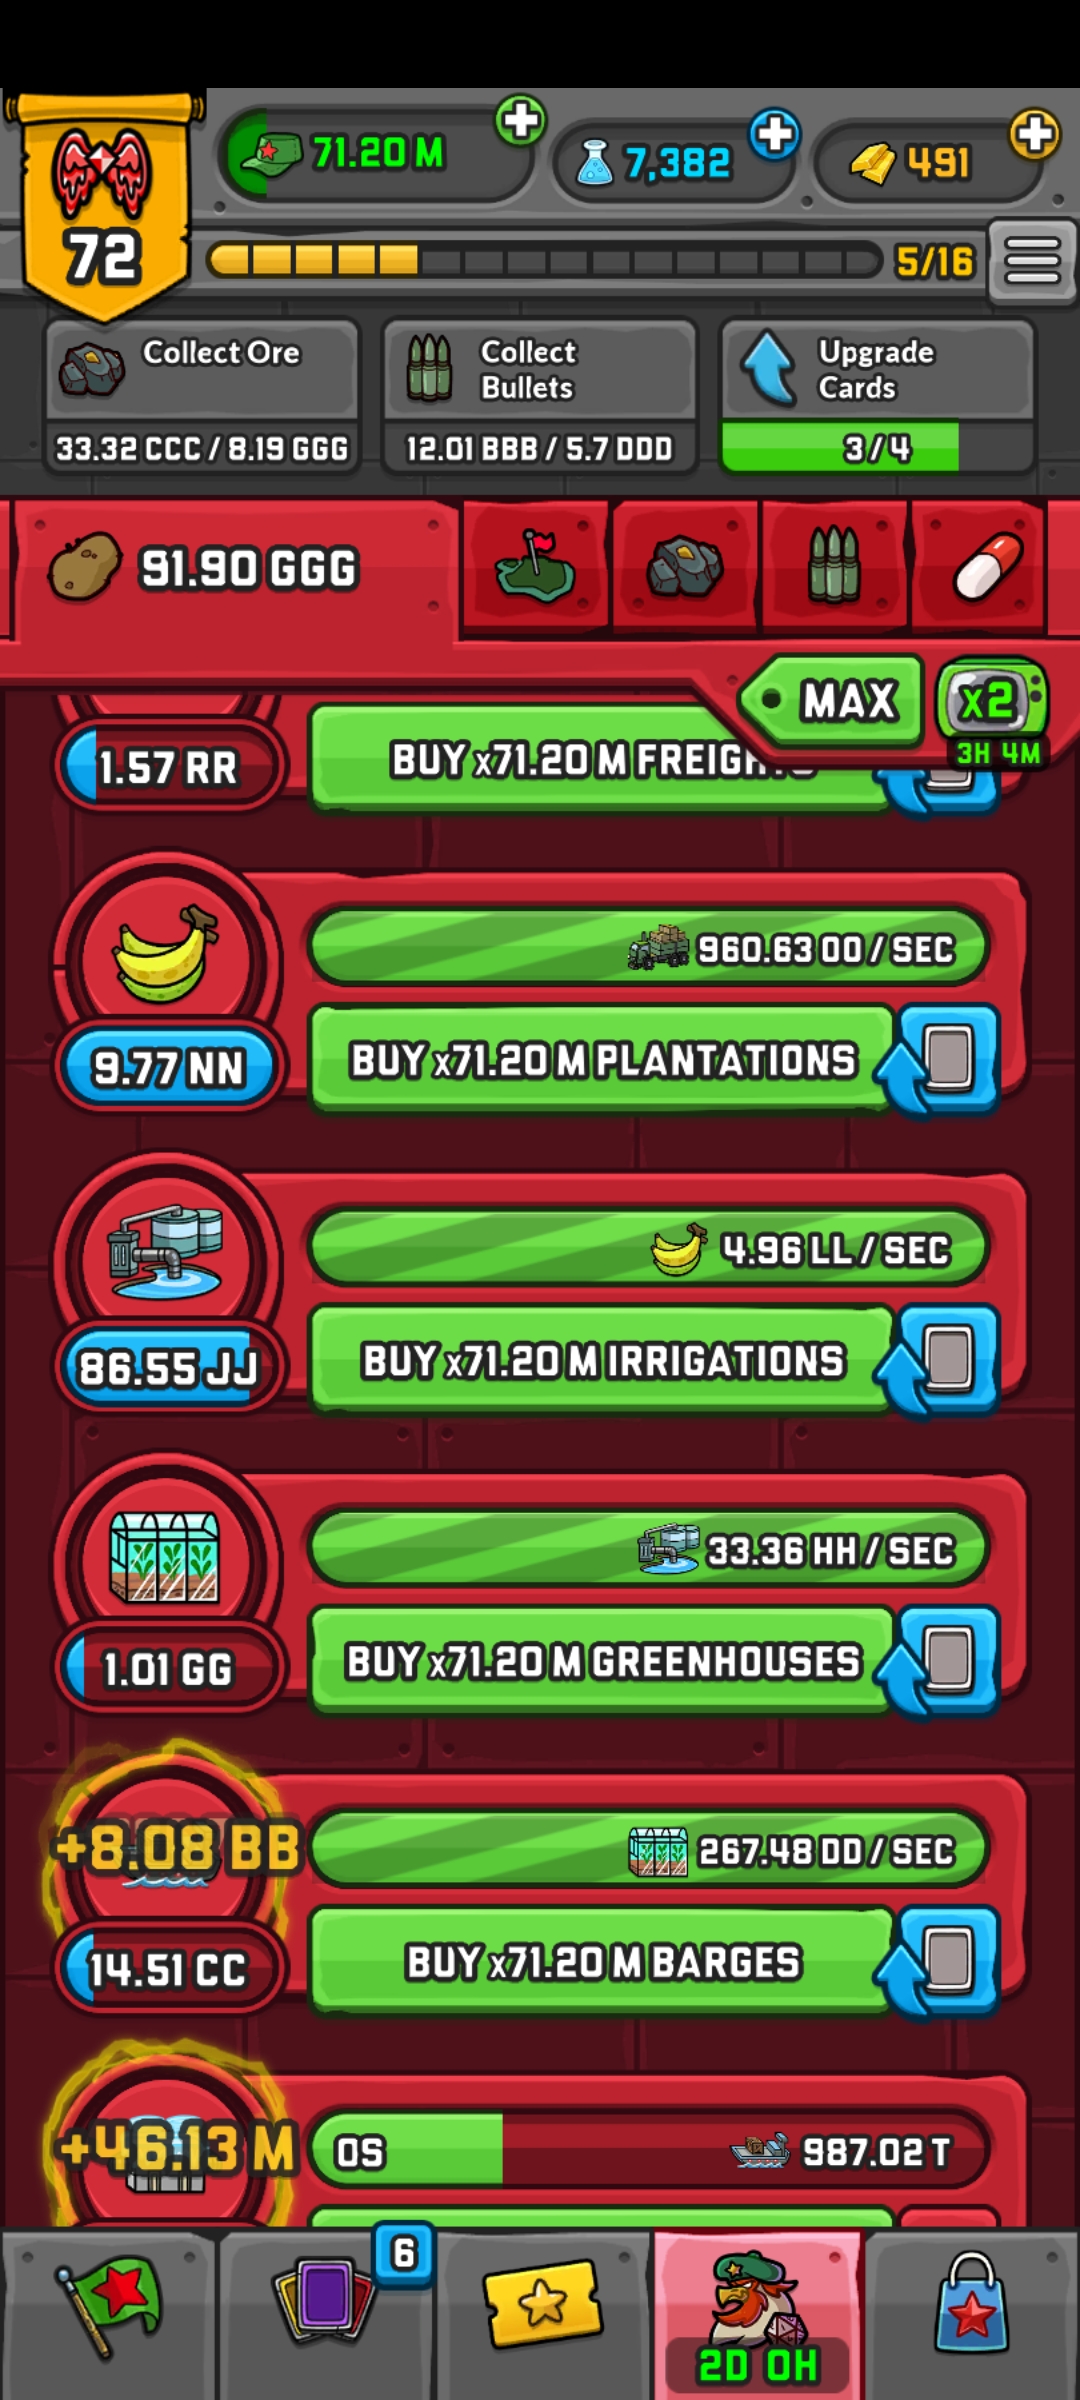 71.20 M
7,382
491
72
5/16
Collect Ore
33.32 CCC / 8.19 GGG
Collect
Bullets
12.01 BBB / 5.7 DDD
Upgrade
Cards
3/4
91.90 GGG
MAX
x2
3H 4M
1.57 RR
BUY x71.20 M
960.63 OO / SEC
9.77 NN
BUY x71.20 M PLANTATIONS
4.96 LL / SEC
86.55 JJ
BUY x71.20 M IRRIGATIONS
33.36 HH / SEC
1.01 GG
BUY x71.20 M GREENHOUSES
+8.08 BB
267.48 DD / SEC
14.51 CC
BUY x71.20 M BARGES
+46.13 M
0S
987.02 T
6
2D 0H